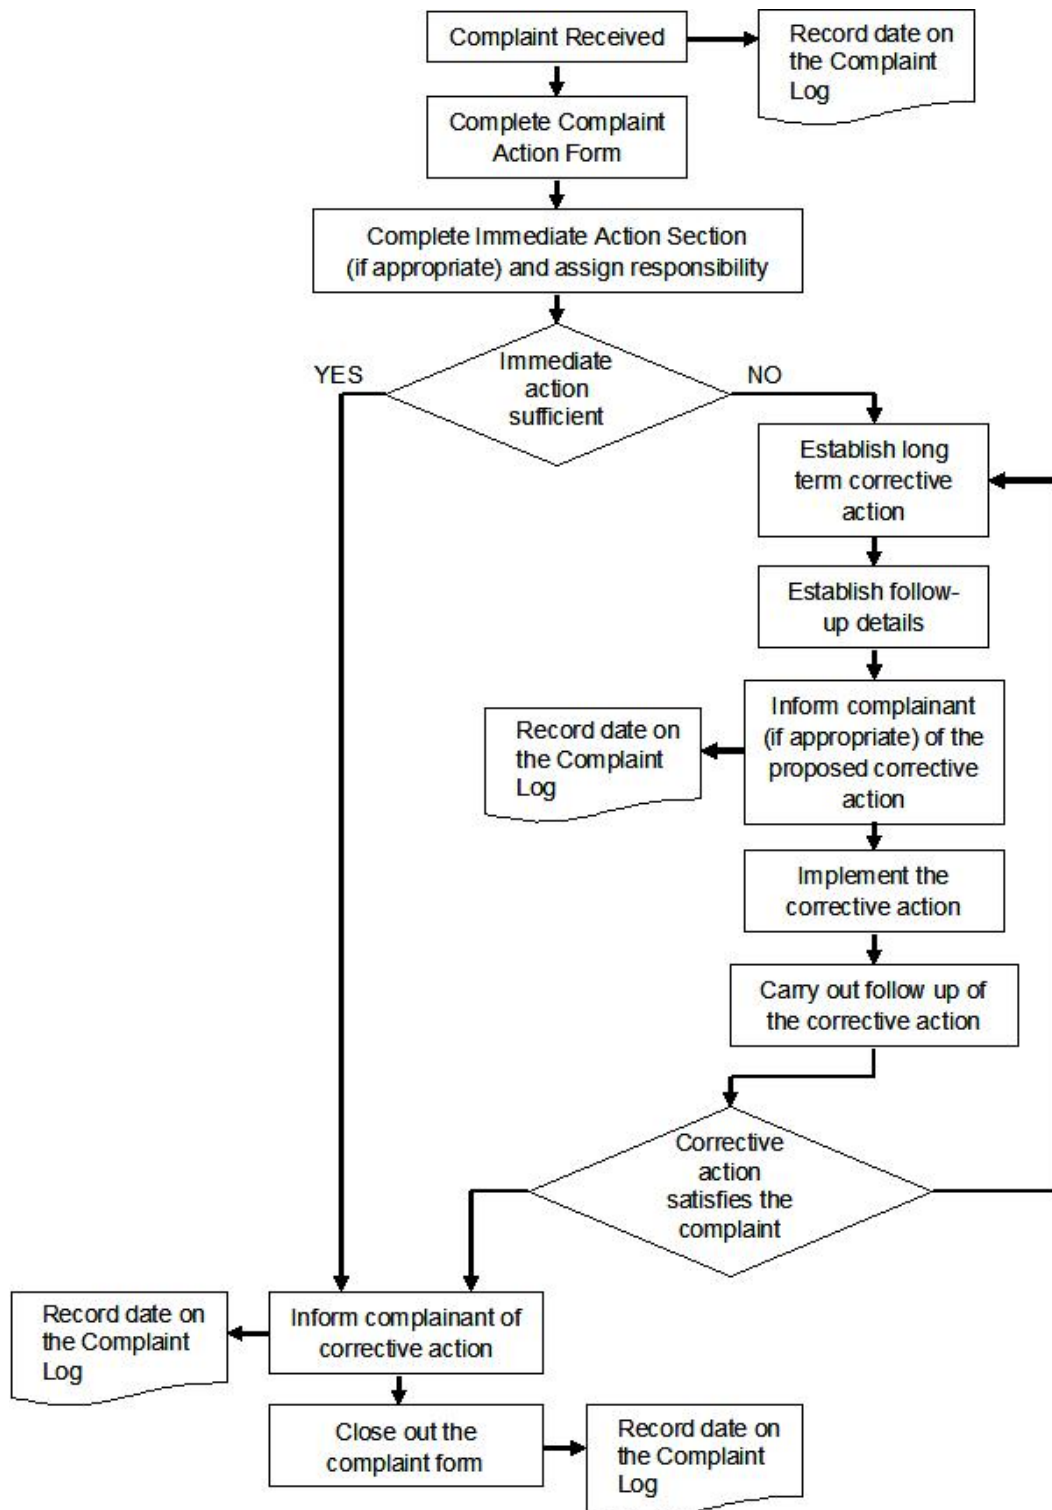 Complaint Received
Record date on
the Complaint
Log
Complete Complaint
Action Form
Complete Immediate Action Section
(if appropriate) and assign responsibility
YES
Immediate
action
sufficient
NO
Establish long
term corrective
action
Establish follow-
up details
Inform complainant
(if appropriate) of the
proposed corrective
action
Record date on
the Complaint
Log
Implement the
corrective action
Carry out follow up of
the corrective action
Corrective
action
satisfies the
complaint
Inform complainant of
corrective action
Record date on
the Complaint
Log
Close out the
complaint form
Record date on
the Complaint
Log